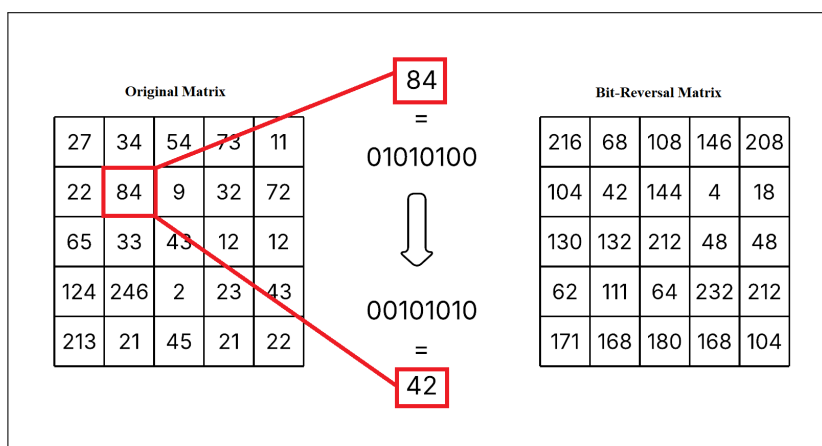 84
Original Matrix
Bit-Reversal Matrix
=
27 34 54 73 11
216 68 108 146 208
01010100
22 84 9 32 72
104 42 144 4 18
65 33 43 12 12
130 132 212 48 48
124 246 2 23 43
62 111 64 232 212
00101010
213 21 45 21 22
171 168 180 168 104
=
42